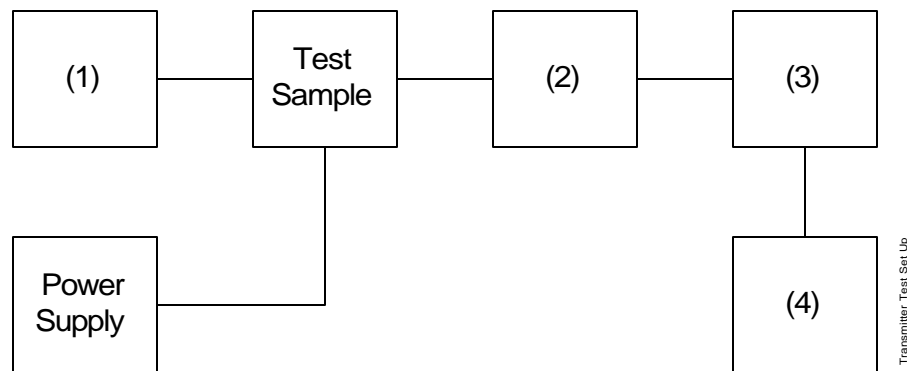 (1)
Test
Sample
(2)
(3)
Power
Supply
(4)
Transmitter Test Set Up